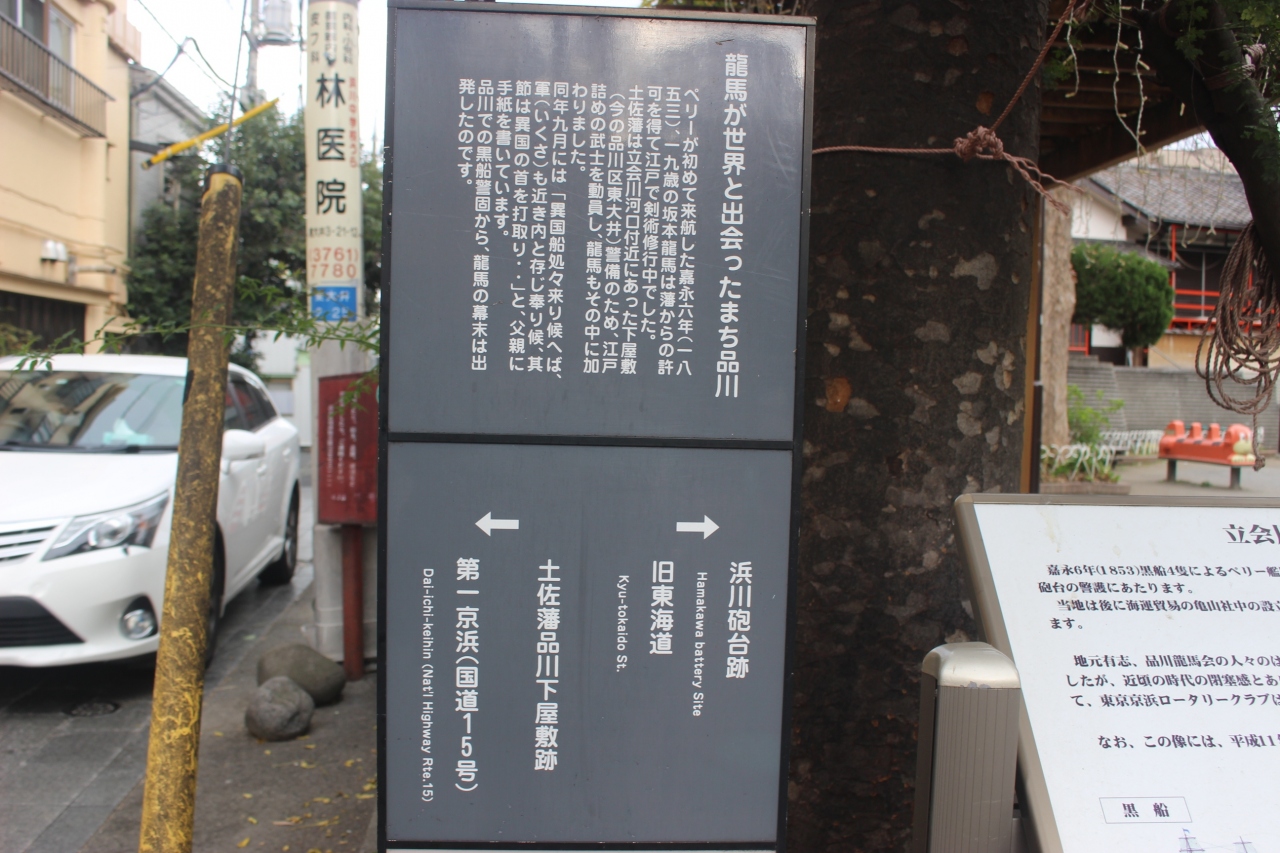 龍馬が世界と出会ったまち品川
ペリーが初めて来航した嘉永六年(一八
五三)、一九歳の坂本龍馬は藩からの許
可を得て江戸で剣術修行中でした。
土佐藩は立会川河口付近にあった下屋敷
(今の品川区東大井)警備のため、江戸
詰めの武士を動員し、龍馬もその中に加
わりました。
同年九月には「異国船処々来り候へば、
軍(いくさ)も近き内と存じ奉り候、其
節は異国の首を打取り・・」と、父親に
手紙を書いています。
品川での黒船警固から、龍馬の幕末は出
発したのです。
浜川砲台跡
Hamakawa battery Site
旧東海道
Kyu-tokaido St.
土佐藩品川下屋敷跡
第一京浜(国道15号)
Dai-ichi-keihin (Nat'l Highway Rte.15)
林医院
3-21-12
(3761)
7780
立会
嘉永6年(1853)黒船4隻によるペリー艦
砲台の警護にあたります。
当地は後に海運貿易の亀山社中の設
ます。
地元有志、品川龍馬会の人々の
したが、近頃の時代の閉塞感とあ
て、東京京浜ロータリークラブは
なお、この像には、平成11
黒船